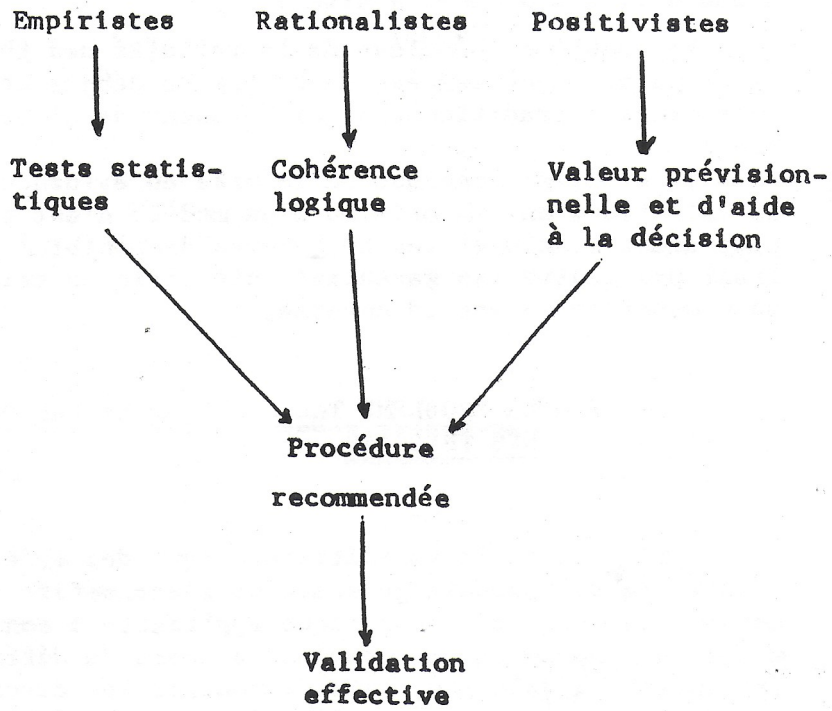 Empiristes Rationalistes Positivistes
Tests statis-
tiques
Cohérence
logique
Valeur prévision-
nelle et d'aide
à la décision
Procédure
recommendée
Validation
effective